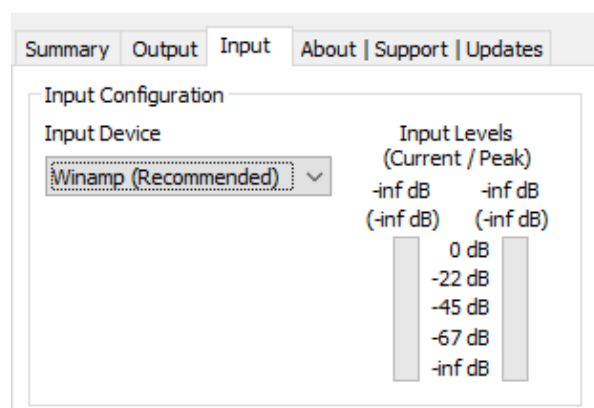 Summary Output Input About | Support | Updates
Input Configuration
Input Device
Winamp (Recommended)
Input Levels
(Current / Peak)
-inf dB -inf dB
(-inf dB) (-inf dB)
0 dB
-22 dB
-45 dB
-67 dB
-inf dB